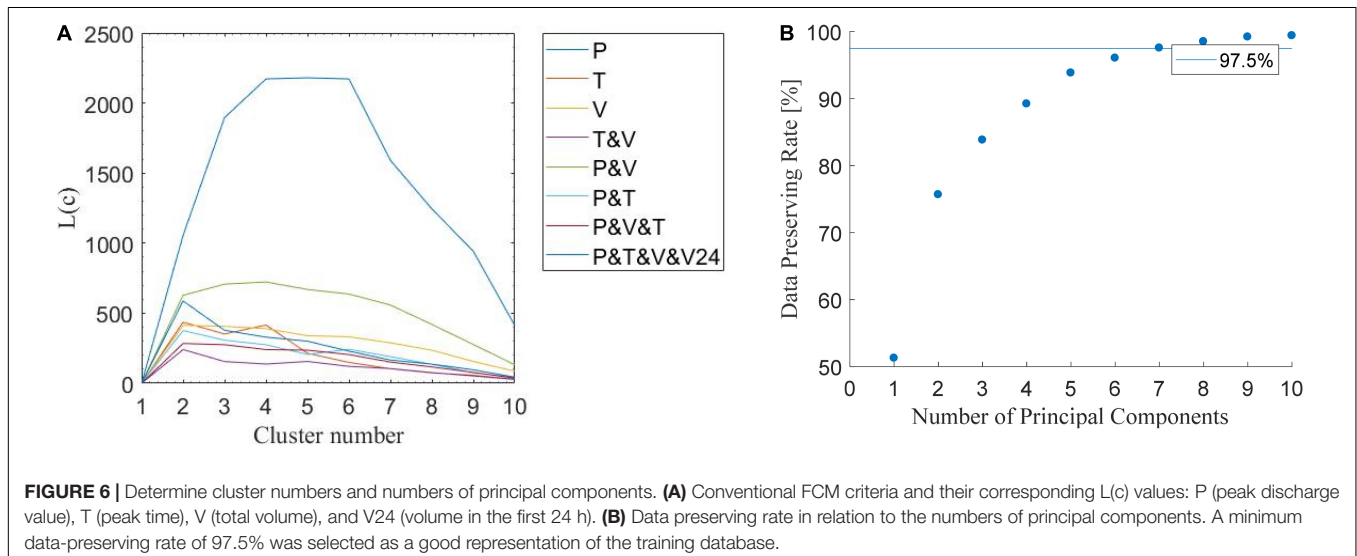 A
2500
2000
1500
1000
500
0
L(c)
1 2 3 4 5 6 7 8 9 10
Cluster number
P
T
V
T&V
P&V
P&T
P&V&T
P&T&V&V24
B
100
90
80
70
60
50
Data Preserving Rate [%]
97.5%
0 1 2 3 4 5 6 7 8 9 10
Number of Principal Components
FIGURE 6 | Determine cluster numbers and numbers of principal components. (A) Conventional FCM criteria and their corresponding L(c) values: P (peak discharge
value), T (peak time), V (total volume), and V24 (volume in the first 24 h). (B) Data preserving rate in relation to the numbers of principal components. A minimum
data-preserving rate of 97.5% was selected as a good representation of the training database.